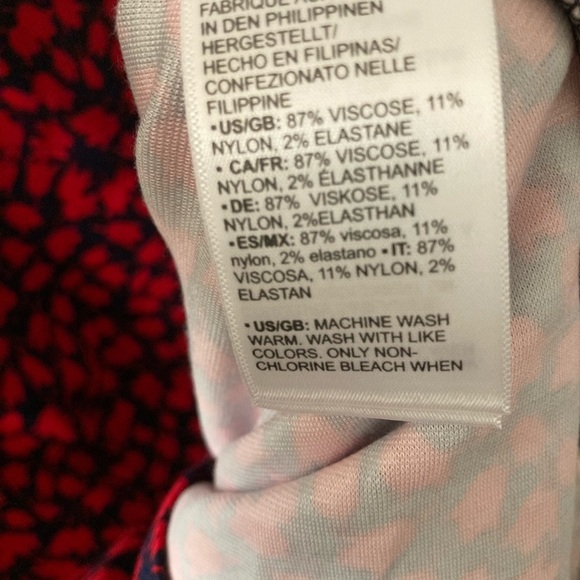 FABRIQUÉ AUX
IN DEN PHILIPPINEN
HERGESTELLT/
HECHO EN FILIPINAS/
CONFEZIONATO NELLE
FILIPPINE
• US/GB: 87% VISCOSE, 11%
NYLON, 2% ELASTANE
• CA/FR: 87% VISCOSE, 11%
NYLON, 2% ÉLASTHANNE
• DE: 87% VISKOSE, 11%
NYLON, 2%ELASTHAN
• ES/MX: 87% viscosa, 11%
nylon, 2% elastano • IT: 87%
VISCOSA, 11% NYLON, 2%
ELASTAN
• US/GB: MACHINE WASH
WARM. WASH WITH LIKE
COLORS. ONLY NON-
CHLORINE BLEACH WHEN